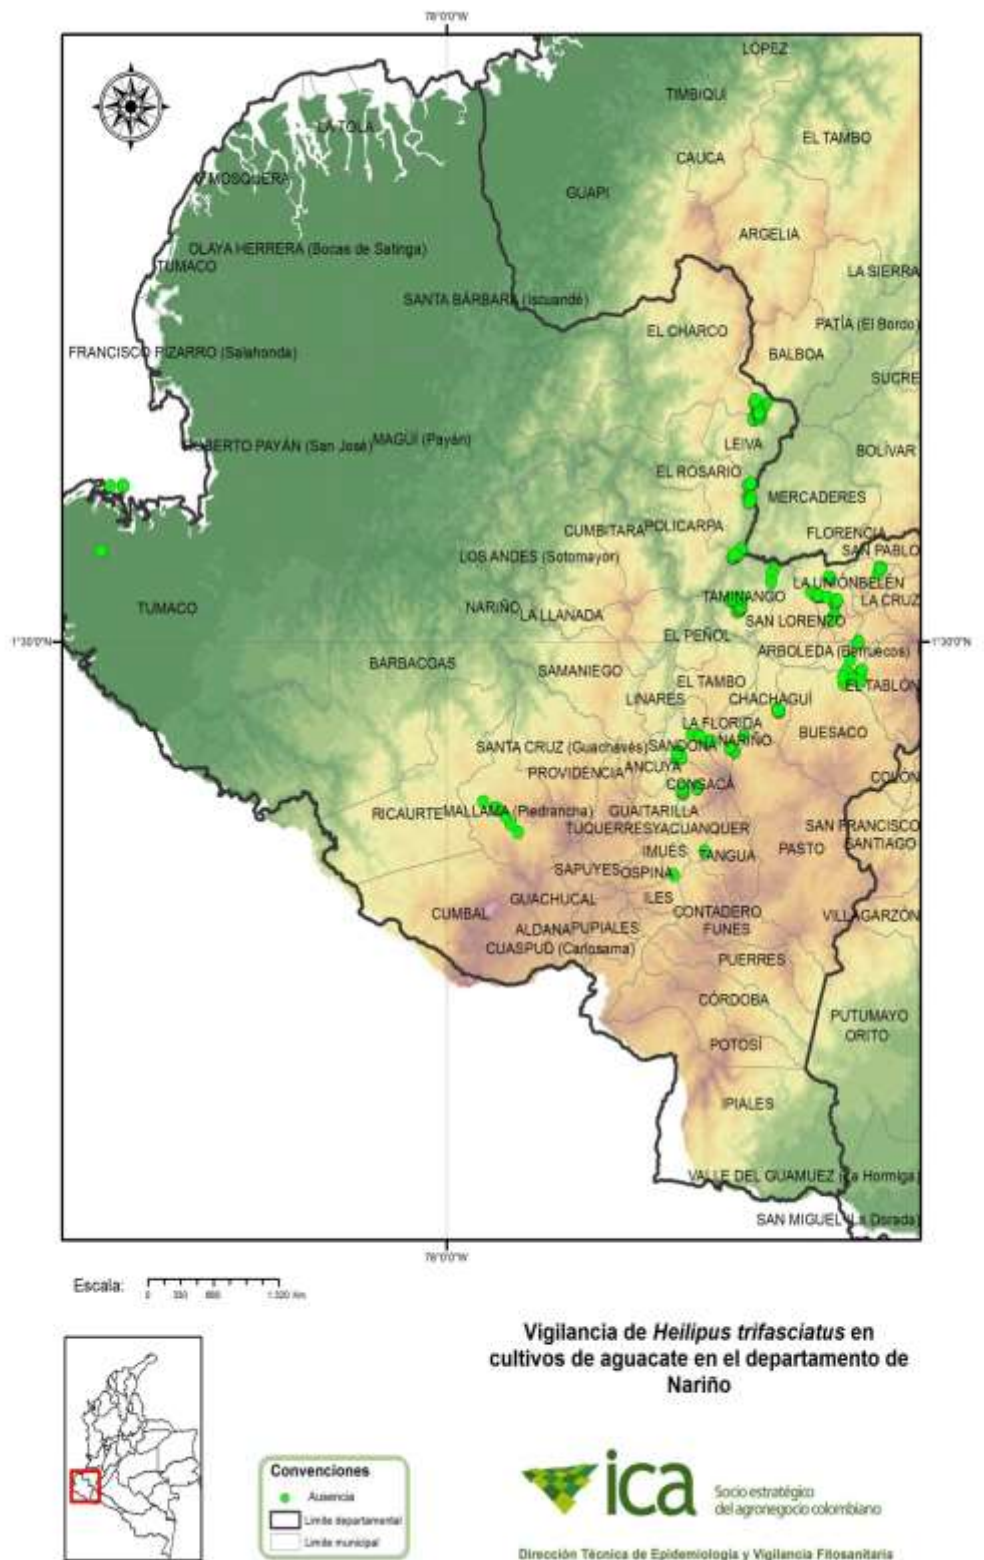 78°0'0"W
LÓPEZ
TIMBIQUÍ
LA TOLA
EL TAMBO
CAUCA
MOSQUERA
GUAPI
ARGELIA
OLAYA HERRERA (Bocas de Satinga)
TUMACO
LA SIERRA
SANTA BÁRBARA (Iscuandé)
EL CHARCO
PATÍA (El Bordo)
FRANCISCO PIZARRO (Salahonda)
BALBOA
SUCRE
ROBERTO PAYÁN (San José)
MAGÜÍ (Payán)
LEIVA
BOLÍVAR
EL ROSARIO
MERCADERES
CUMBITARA
POLICARPA
FLORENCIA
SAN PABLO
LOS ANDES (Sotomayor)
LA UNIÓN
BELÉN
TUMACO
NARIÑO
LA LLANADA
TAMINANGO
LA CRUZ
SAN LORENZO
1°30'0"N
EL PEÑOL
1°30'0"N
BARBACOAS
SAMANIEGO
ARBOLEDA (Berruecos)
EL TAMBO
EL TABLÓN
LINARES
CHACHAGUÍ
LA FLORIDA
BUESACO
SANTA CRUZ (Guachavés)
SANDONÁ
NARIÑO
PROVIDENCIA
ANCUYA
CONSACÁ
COLÓN
RICAURTE
MALLAMA (Piedrancha)
GUAITARILLA
TÚQUERRES
YACUANQUER
SAN FRANCISCO
IMUÉS
TANGUA
PASTO
SANTIAGO
SAPUYES
OSPINA
GUACHUCAL
ILES
CUMBAL
CONTADERO
VILLAGARZÓN
ALDANA
PUPIALES
FUNES
CUASPUD (Carlosama)
PUERRES
CÓRDOBA
PUTUMAYO
ORITO
POTOSÍ
IPIALES
VALLE DEL GUAMUEZ (La Hormiga)
SAN MIGUEL (La Dorada)
78°0'0"W
Escala:
0
Vigilancia de Heilipus trifasciatus en
cultivos de aguacate en el departamento de
Nariño
Convenciones
Ausencia
Limite departamental
Limite municipal
ica
Socio estratégico
del agronegocio colombiano
Dirección Técnica de Epidemiología y Vigilancia Fitosanitaria